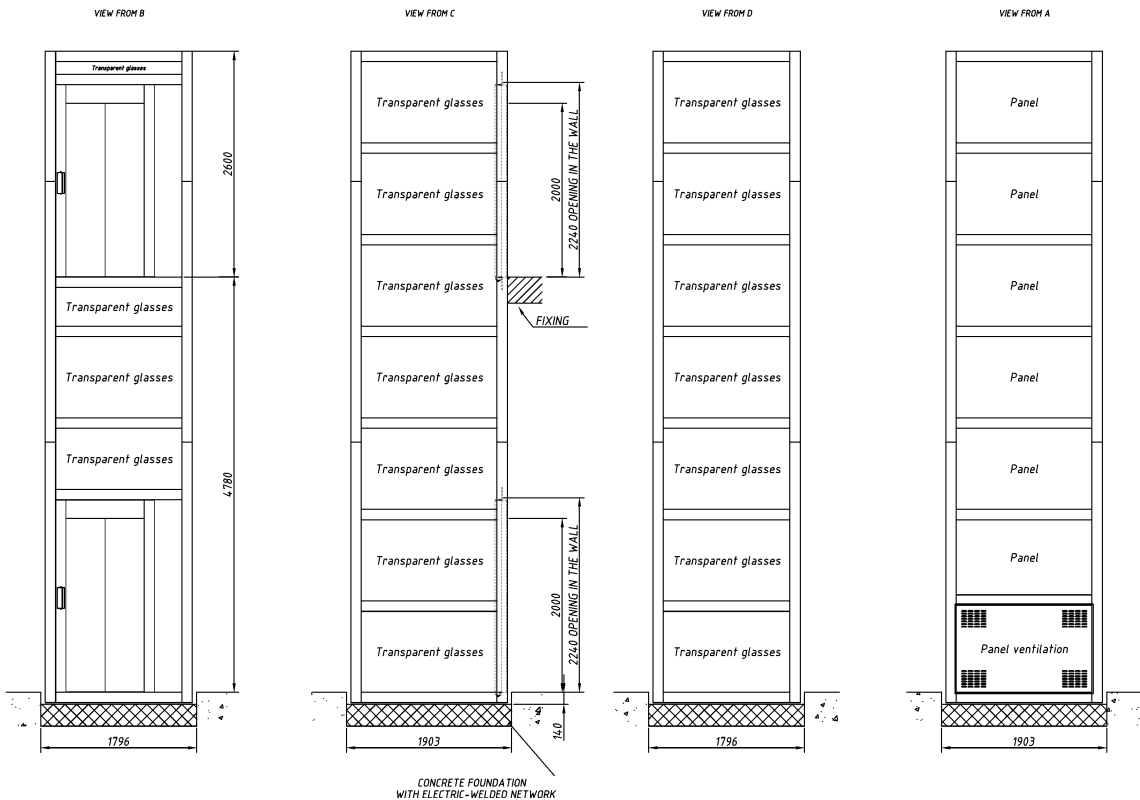 VIEW FROM B
VIEW FROM C
VIEW FROM D
VIEW FROM A
Transparent glasses
2600
Transparent glasses
Transparent glasses
Transparent glasses
4780
1796
Transparent glasses
Transparent glasses
Transparent glasses
Transparent glasses
Transparent glasses
Transparent glasses
Transparent glasses
2000
2240 OPENING IN THE WALL
FIXING
2000
2240 OPENING IN THE WALL
140
1903
CONCRETE FOUNDATION
WITH ELECTRIC-WELDED NETWORK
Transparent glasses
Transparent glasses
Transparent glasses
Transparent glasses
Transparent glasses
Transparent glasses
Transparent glasses
1796
Panel
Panel
Panel
Panel
Panel
Panel
Panel ventilation
1903